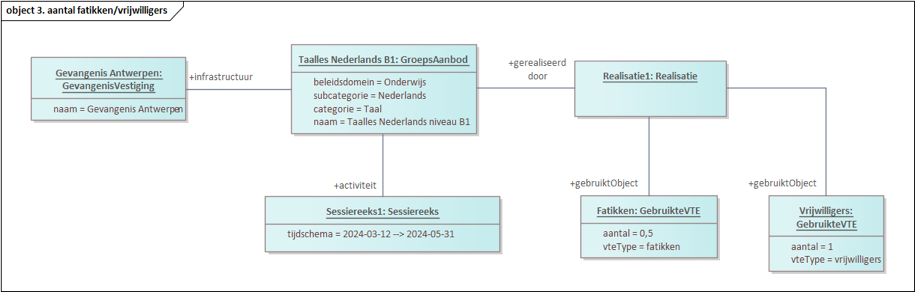 object 3. aantal fatikken/vrijwilligers
Gevangenis Antwerpen:
GevangenisVestiging
naam = Gevangenis Antwerpen
+infrastructuur
Taalles Nederlands B1: GroepsAanbod
beleidsdomein = Onderwijs
subcategorie = Nederlands
categorie = Taal
naam = Taalles Nederlands niveau B1
+gerealiseerd
door
Realisatie1: Realisatie
+activiteit
Sessiereeks1: Sessiereeks
tijdschema = 2024-03-12 --> 2024-05-31
+gebruiktObject
Fatikken: GebruikteVTE
aantal = 0,5
vteType = fatikken
+gebruiktObject
Vrijwilligers:
GebruikteVTE
aantal = 1
vteType = vrijwilligers